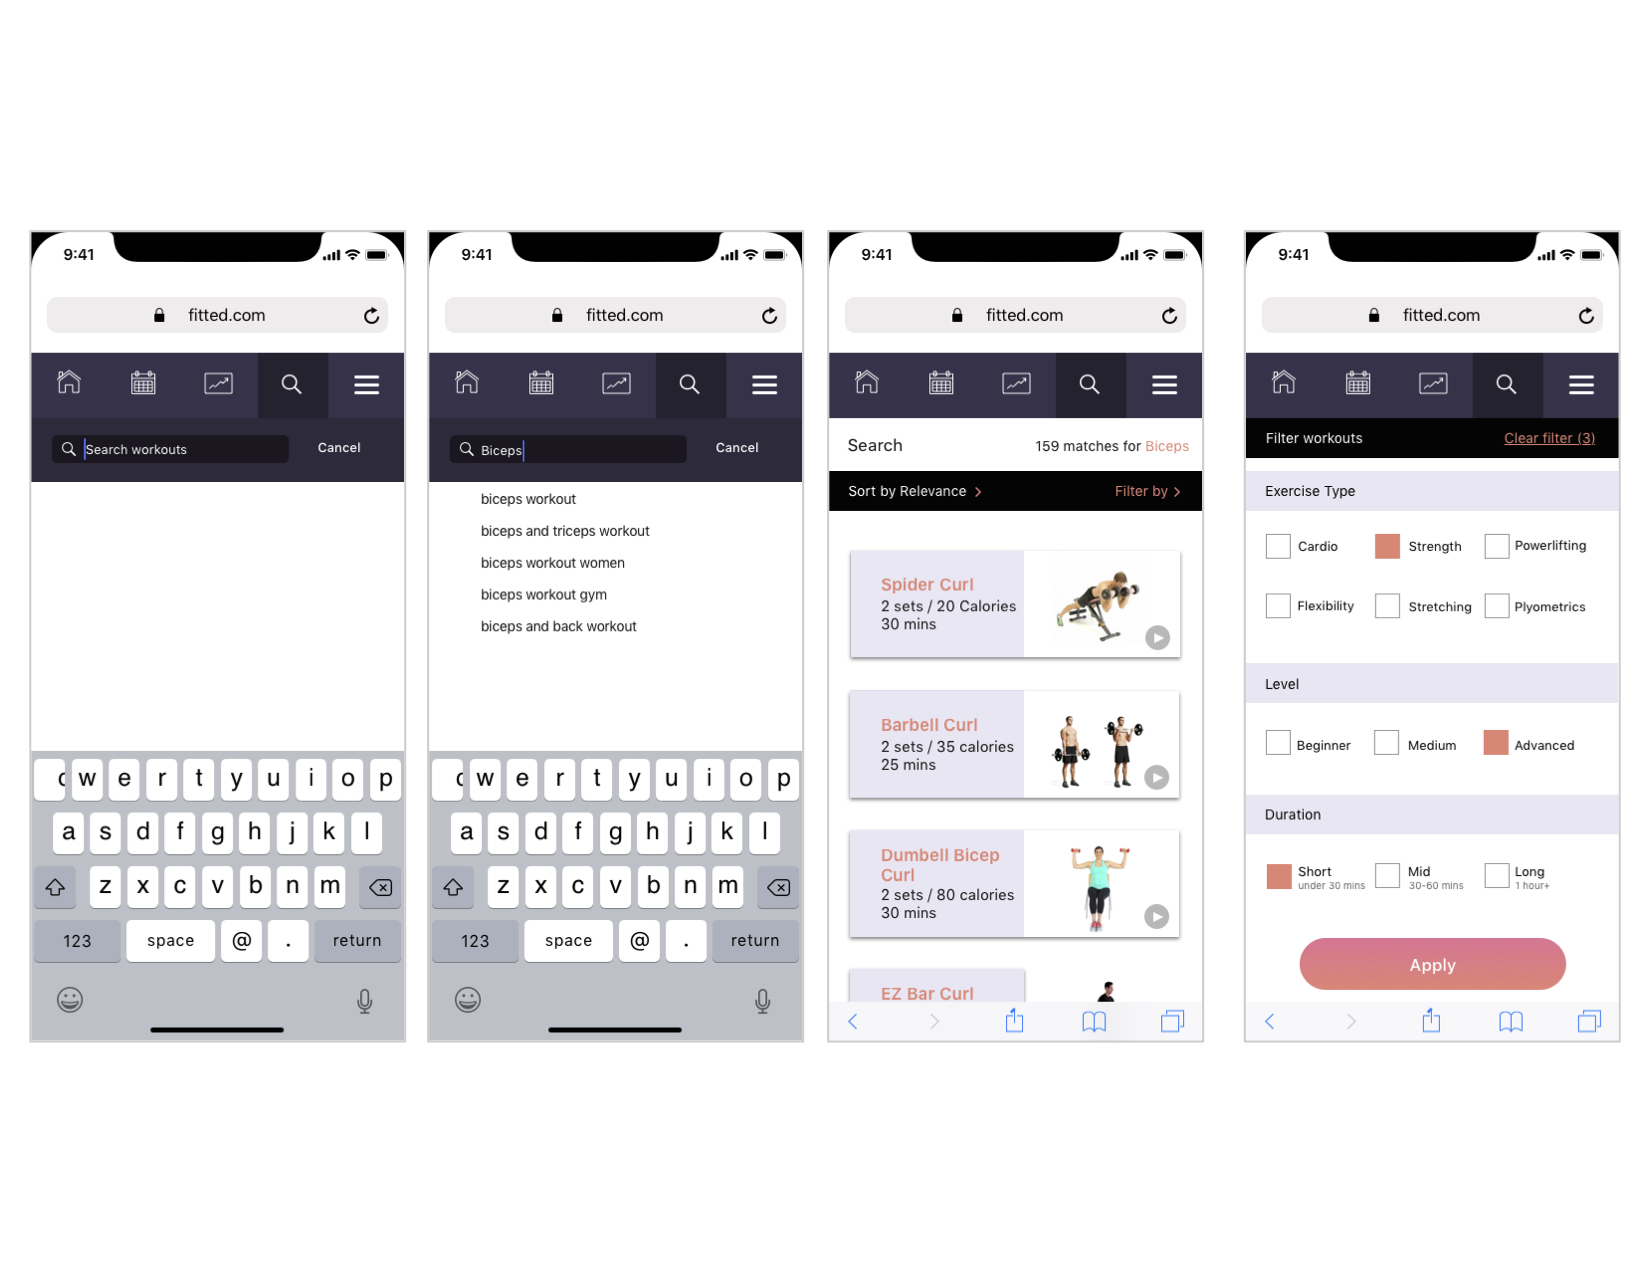 9:41
fitted.com
Search workouts
Cancel
w e r t y u i o p
a s d f g h j k l
z x c v b n m
123 space @ . return
9:41
fitted.com
Biceps
Cancel
biceps workout
biceps and triceps workout
biceps workout women
biceps workout gym
biceps and back workout
w e r t y u i o p
a s d f g h j k l
z x c v b n m
123 space @ . return
9:41
fitted.com
Search
159 matches for Biceps
Sort by Relevance
Filter by
Spider Curl
2 sets / 20 Calories
30 mins
Barbell Curl
2 sets / 35 calories
25 mins
Dumbell Bicep
Curl
2 sets / 80 calories
30 mins
EZ Bar Curl
9:41
fitted.com
Filter workouts
Clear filter (3)
Exercise Type
Cardio
Strength
Powerlifting
Flexibility
Stretching
Plyometrics
Level
Beginner
Medium
Advanced
Duration
Short
under 30 mins
Mid
30-60 mins
Long
1 hour+
Apply